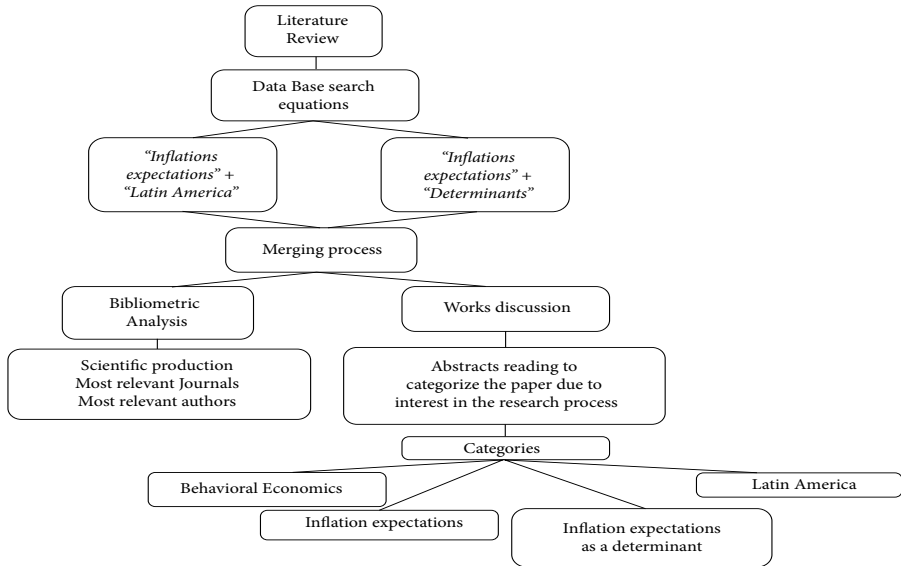 Literature
Review
Data Base search
equations
“Inflations
expectations” +
“Latin America”
“Inflations
expectations” +
“Determinants”
Merging process
Bibliometric
Analysis
Works discussion
Scientific production
Most relevant Journals
Most relevant authors
Abstracts reading to
categorize the paper due to
interest in the research process
Categories
Behavioral Economics
Latin America
Inflation expectations
Inflation expectations
as a determinant